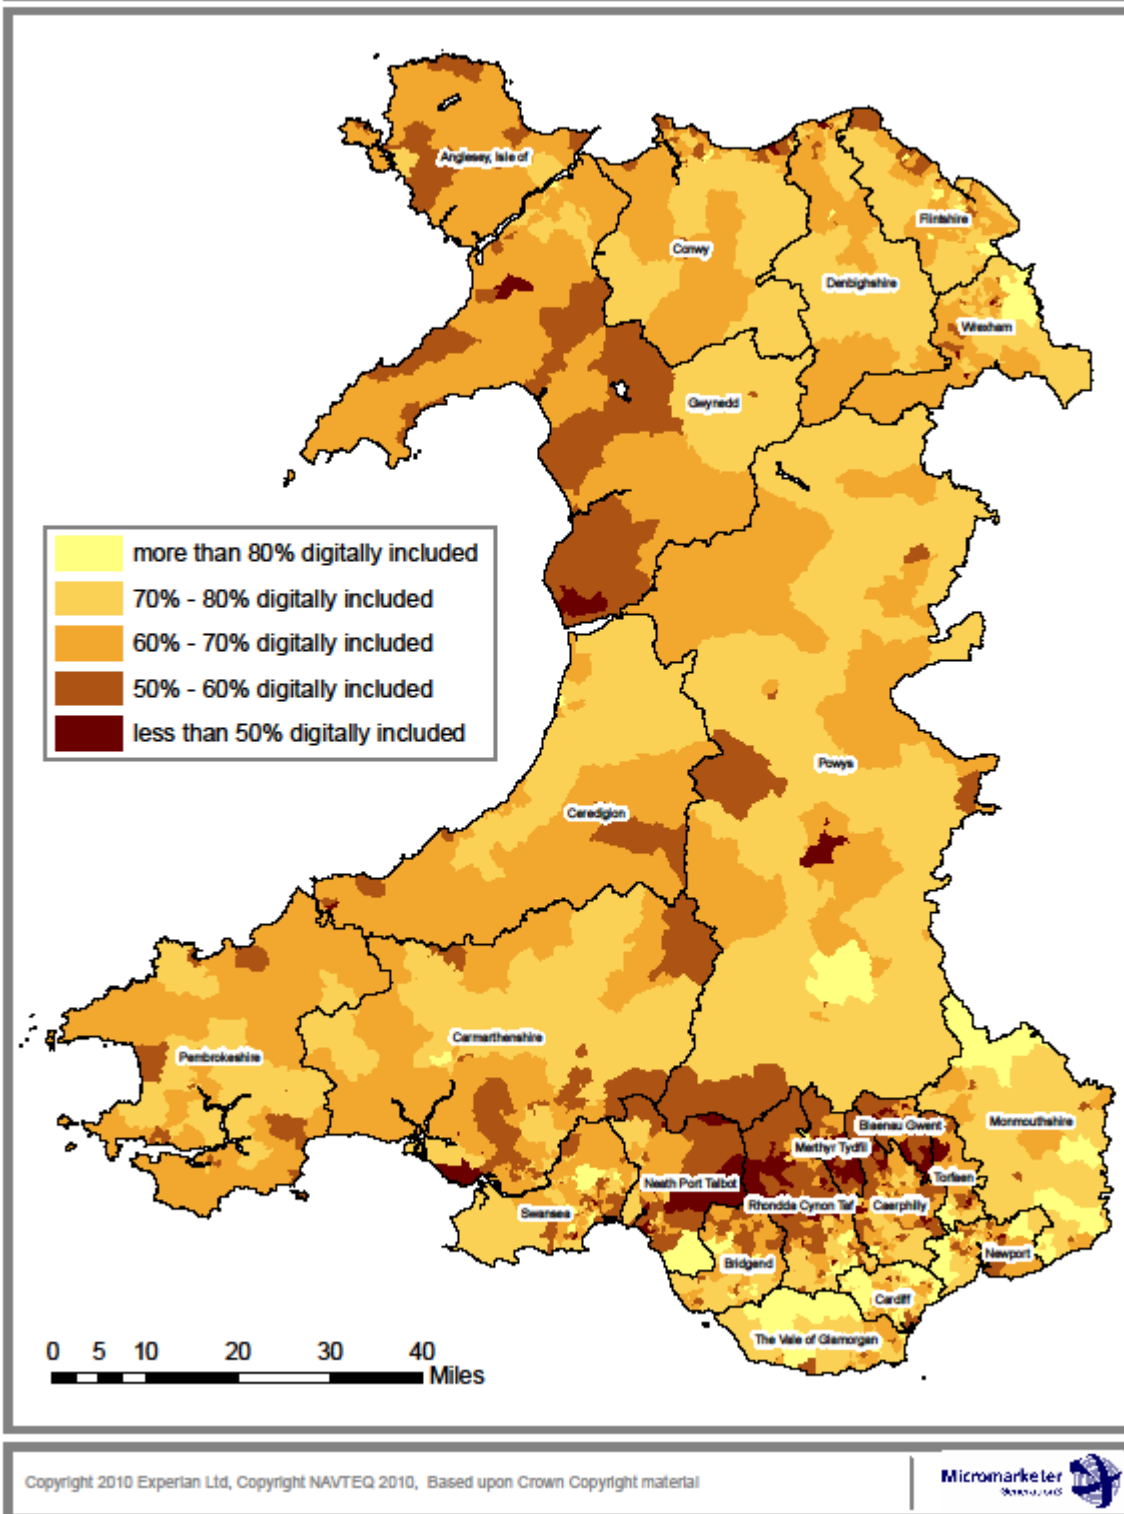 Anglesey, Isle of
Conwy
Flintshire
Denbighshire
Wrexham
Gwynedd
more than 80% digitally included
70% - 80% digitally included
60% - 70% digitally included
50% - 60% digitally included
less than 50% digitally included
Powys
Ceredigion
Carmarthenshire
Pembrokeshire
Monmouthshire
Blaenau Gwent
Merthyr Tydfil
Torfaen
Neath Port Talbot
Rhondda Cynon Taf
Caerphilly
Swansea
Newport
Bridgend
Cardiff
The Vale of Glamorgan
0 5 10 20 30 40
Miles
Copyright 2010 Experian Ltd, Copyright NAVTEQ 2010, Based upon Crown Copyright material
Micromarketer
Generation3